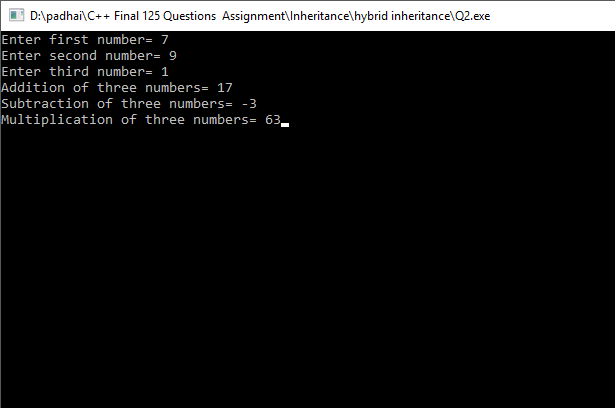 D:\padhai\C++ Final 125 Questions  Assignment\Inheritance\hybrid inheritance\Q2.exe
Enter first number= 7
Enter second number= 9
Enter third number= 1
Addition of three numbers= 17
Subtraction of three numbers= -3
Multiplication of three numbers= 63